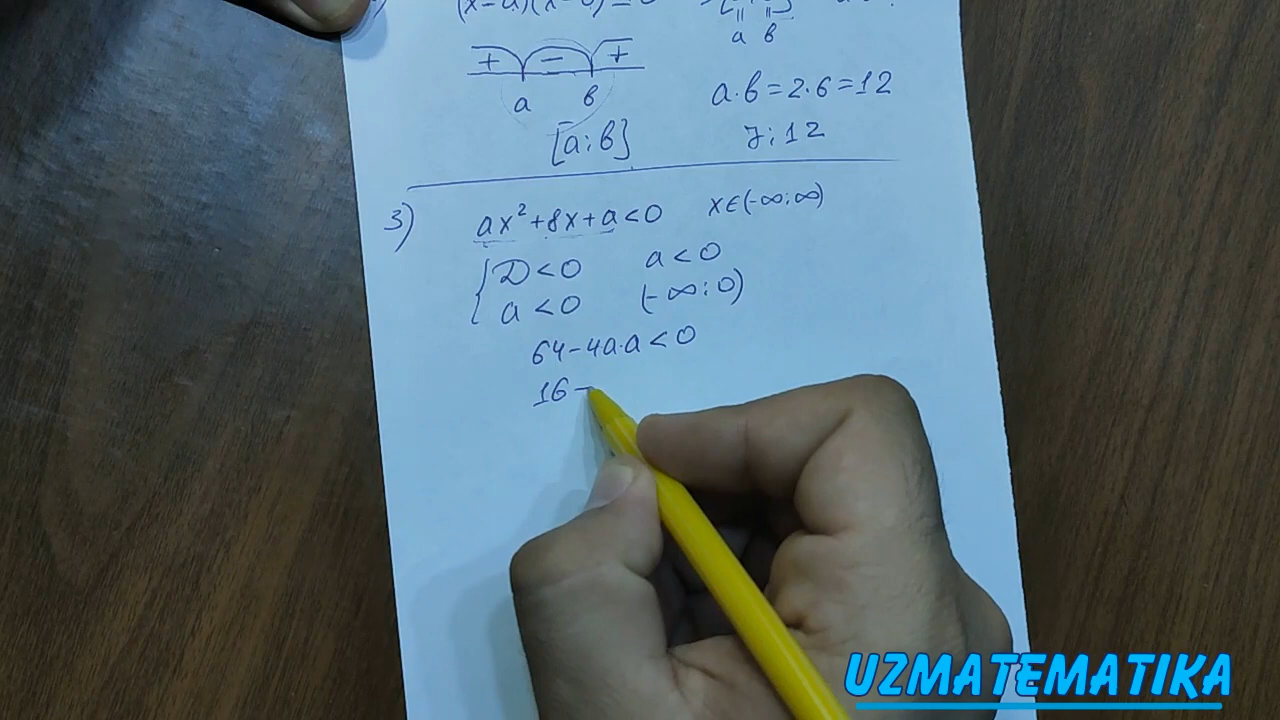 a b
+ - +
a b a·b=2·6=12
[a;b] J;12
3) ax²+8x+a<0 x∈(-∞;∞)
D<0 a<0
a<0 (-∞;0)
64-4a·a<0
16-
UZMATEMATIKA